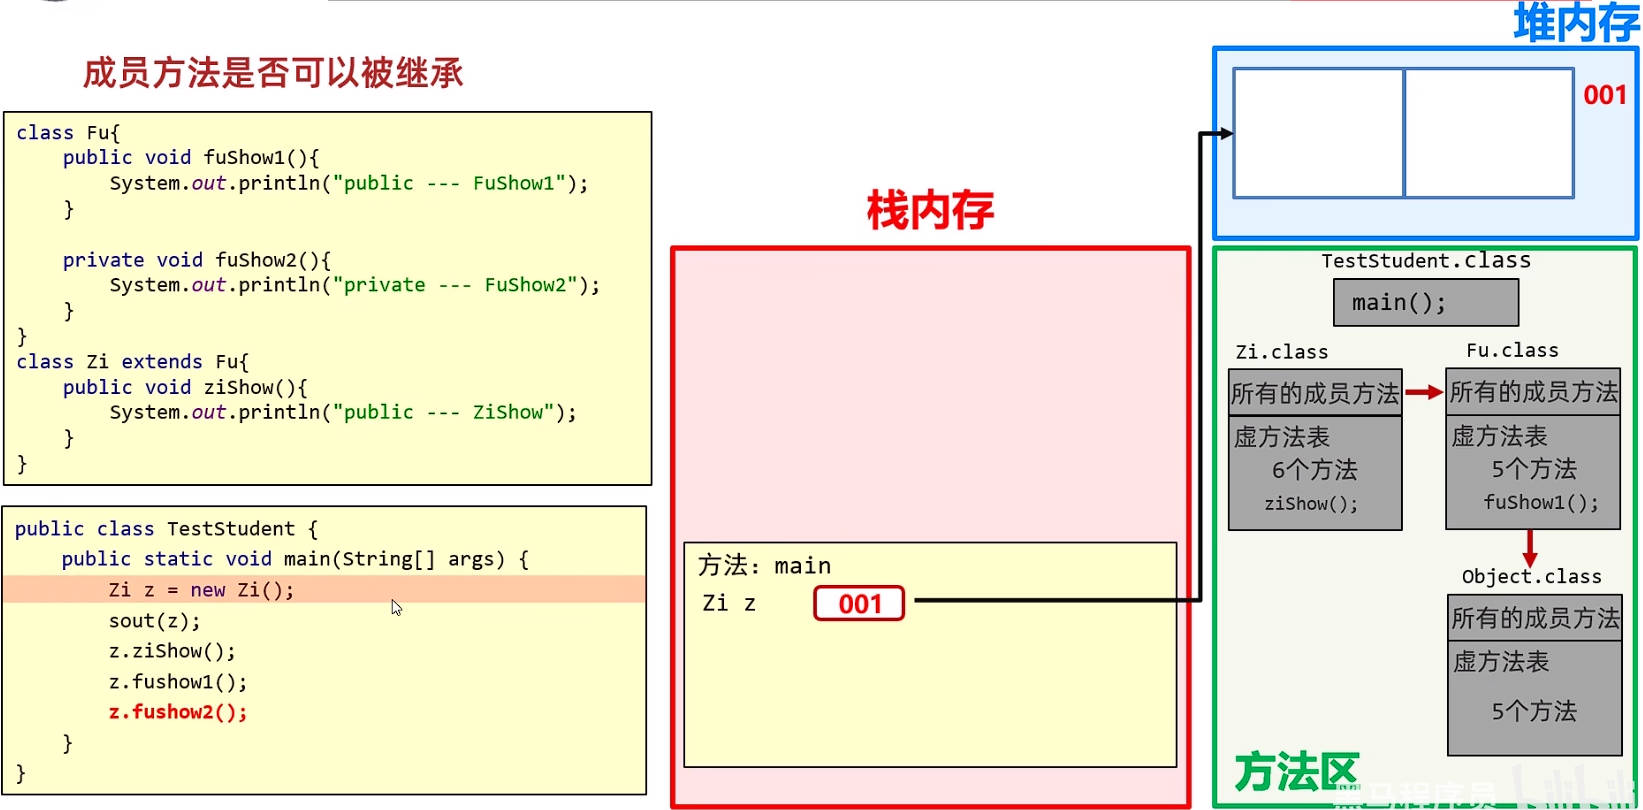 成员方法是否可以被继承
class Fu{
public void fuShow1(){
System.out.println("public --- FuShow1");
}
private void fuShow2(){
System.out.println("private --- FuShow2");
}
}
class Zi extends Fu{
public void ziShow(){
System.out.println("public --- ZiShow");
}
}
public class TestStudent {
public static void main(String[] args) {
Zi z = new Zi();
sout(z);
z.ziShow();
z.fushow1();
z.fushow2();
}
}
栈内存
方法: main
Zi z 001
堆内存
001
TestStudent.class
main();
Zi.class
所有的成员方法
虚方法表
6个方法
ziShow();
Fu.class
所有的成员方法
虚方法表
5个方法
fuShow1();
Object.class
所有的成员方法
虚方法表
5个方法
方法区
黑马程序员